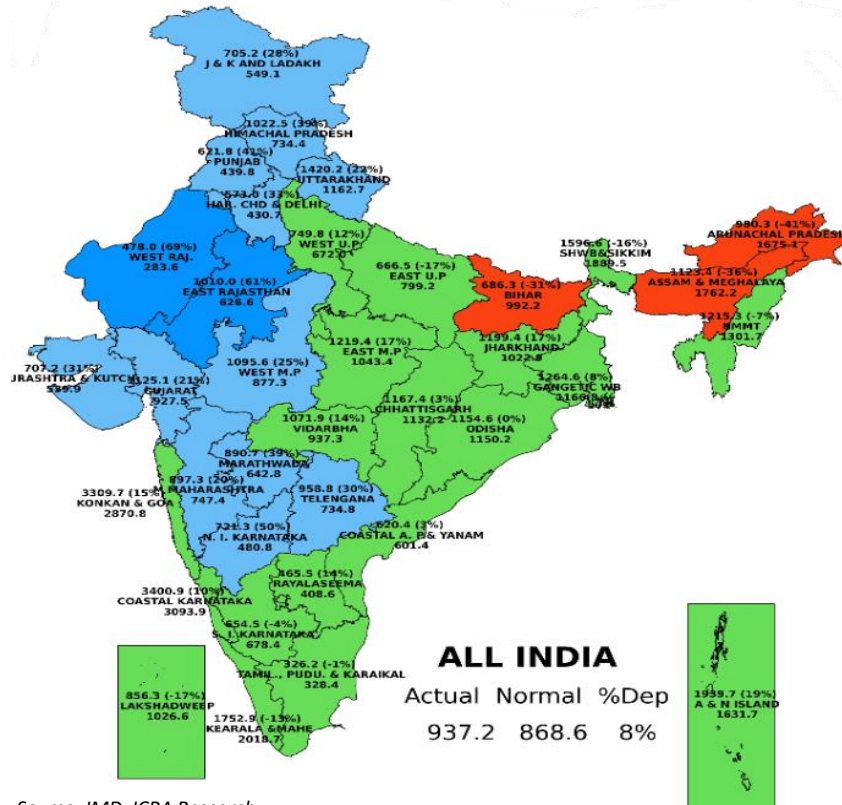 705.2 (28%)
J & K AND LADAKH
549.1
1022.5 (39%)
HIMACHAL PRADESH
734.4
621.8 (41%)
PUNJAB
439.8
1420.2 (22%)
UTTARAKHAND
1162.7
573.0 (33%)
HAR. CHD & DELHI
430.7
478.0 (69%)
WEST RAJ.
283.6
1010.0 (61%)
EAST RAJASTHAN
626.6
749.8 (12%)
WEST U.P
672.0
666.5 (-17%)
EAST U.P
799.2
686.3 (-31%)
BIHAR
992.2
1596.6 (-16%)
SHWB&SIKKIM
1889.5
980.3 (-41%)
ARUNACHAL PRADESH
1675.1
1123.4 (-36%)
ASSAM & MEGHALAYA
1762.2
1215.3 (-7%)
NMMT
1301.7
707.2 (31%)
URASHTRA & KUTCH
539.9
1125.1 (21%)
GUJARAT
927.5
1095.6 (25%)
WEST M.P
877.3
1219.4 (17%)
EAST M.P
1043.4
1199.4 (17%)
JHARKHAND
1022.8
1264.6 (8%)
GANGETIC WB
1167.4 (3%)
CHHATTISGARH
1132.2
1154.6 (0%)
ODISHA
1150.2
1071.9 (14%)
VIDARBHA
937.3
890.7 (39%)
MARATHWADA
642.8
897.3 (20%)
M. MAHARASHTRA
747.4
3309.7 (15%)
KONKAN & GOA
2870.8
958.8 (30%)
TELENGANA
734.8
721.3 (50%)
N. I. KARNATAKA
480.8
620.4 (3%)
COASTAL A. P & YANAM
601.4
465.5 (14%)
RAYALASEEMA
408.6
3400.9 (10%)
COASTAL KARNATAKA
3093.9
654.5 (-4%)
S. I. KARNATAKA
678.4
326.2 (-1%)
TAMIL., PUDU. & KARAIKAL
328.4
856.3 (-17%)
LAKSHADWEEP
1026.6
1752.9 (-13%)
KEARALA &MAHE
2018.7
1939.7 (19%)
A & N ISLAND
1631.7
ALL INDIA
Actual Normal %Dep
937.2 868.6 8%
Source: IMD, ICRA Research